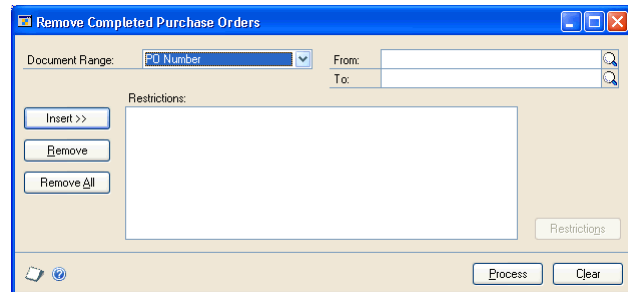 Remove Completed Purchase Orders
Document Range: PO Number From:
To:
Restrictions:
Insert >>
Remove
Remove All
Restrictions
Process Clear